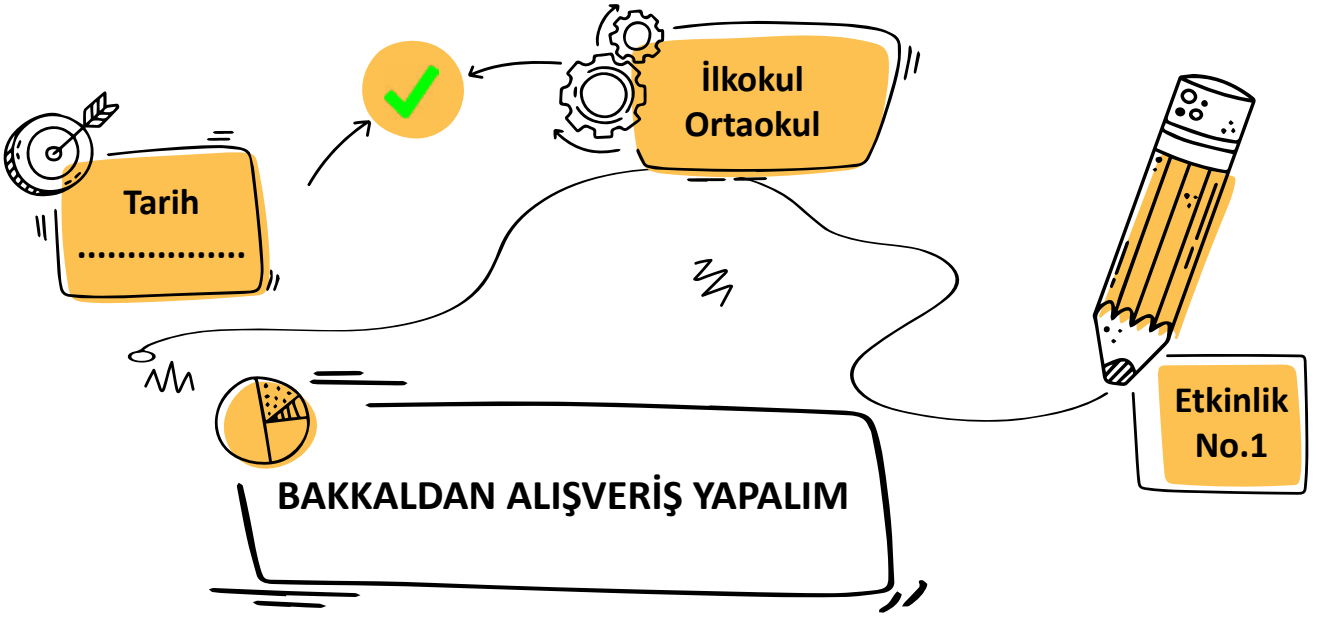 İlkokul
Ortaokul
Tarih
.................
Etkinlik
No.1
BAKKALDAN ALIŞVERİŞ YAPALIM